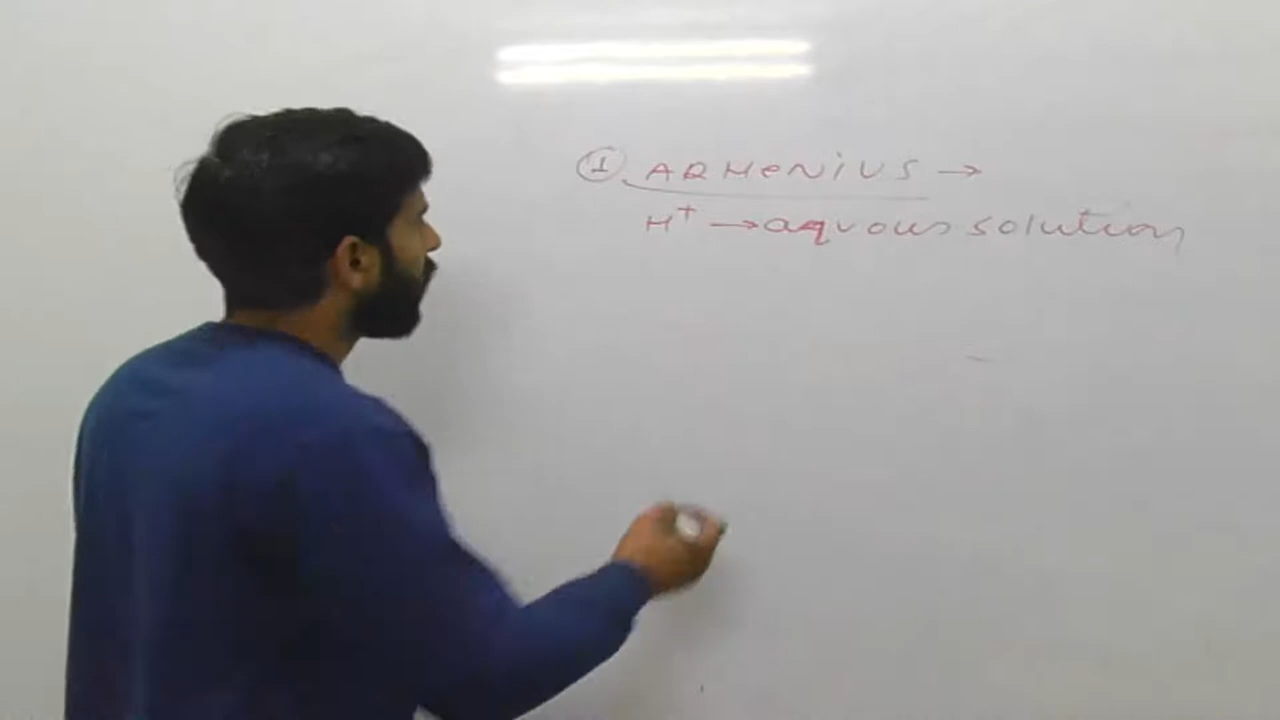 ① ARHeNiUS →
H⁺ → aquous solution